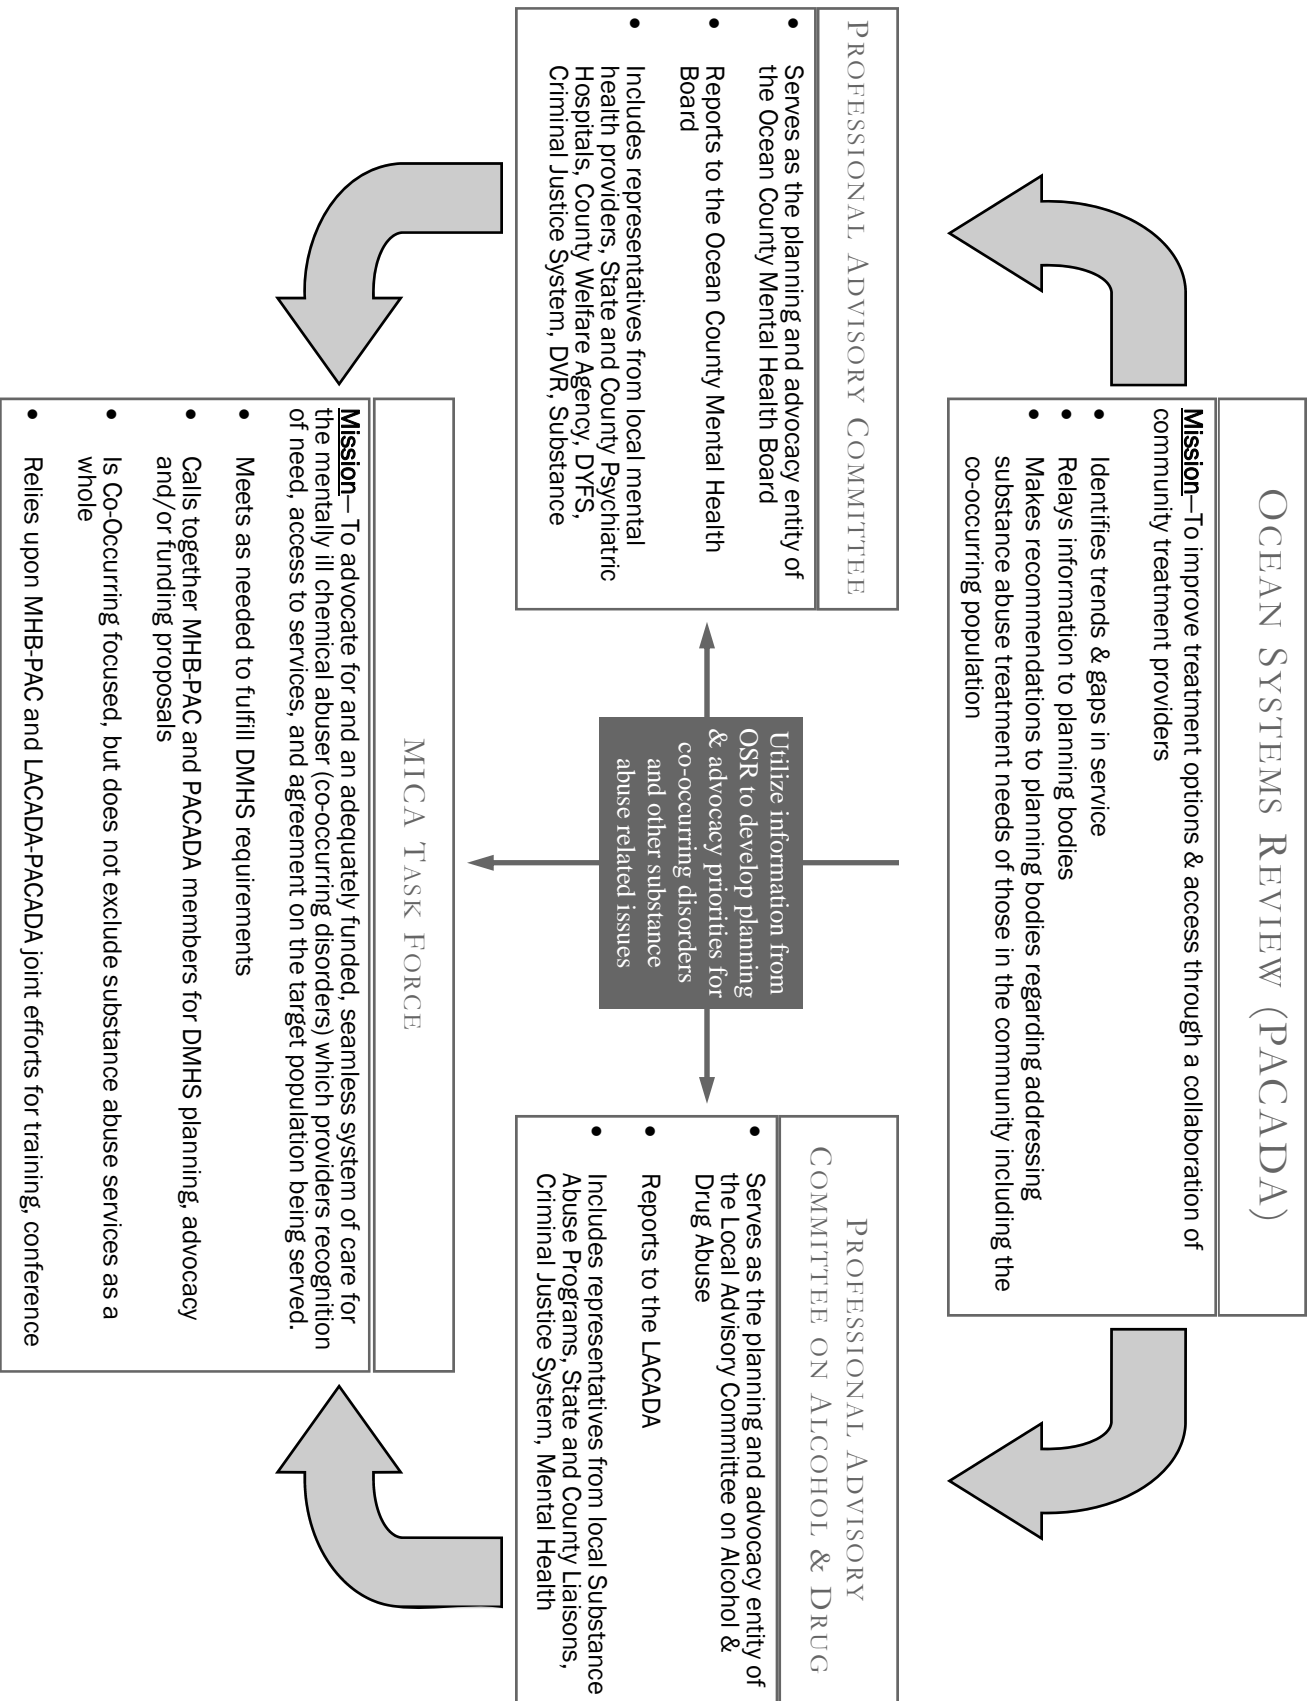 OCEAN SYSTEMS REVIEW (PACADA)
Mission—To improve treatment options & access through a collaboration of
community treatment providers
• Identifies trends & gaps in service
• Relays information to planning bodies
• Makes recommendations to planning bodies regarding addressing
substance abuse treatment needs of those in the community including the
co-occurring population
PROFESSIONAL ADVISORY COMMITTEE
• Serves as the planning and advocacy entity of
the Ocean County Mental Health Board
• Reports to the Ocean County Mental Health
Board
• Includes representatives from local mental
health providers, State and County Psychiatric
Hospitals, County Welfare Agency, DYFS,
Criminal Justice System, DVR, Substance
Utilize information from
OSR to develop planning
& advocacy priorities for
co-occurring disorders
and other substance
abuse related issues
PROFESSIONAL ADVISORY
COMMITTEE ON ALCOHOL & DRUG
• Serves as the planning and advocacy entity of
the Local Advisory Committee on Alcohol &
Drug Abuse
• Reports to the LACADA
• Includes representatives from local Substance
Abuse Programs, State and County Liaisons,
Criminal Justice System, Mental Health
MICA TASK FORCE
Mission— To advocate for and an adequately funded, seamless system of care for
the mentally ill chemical abuser (co-occurring disorders) which providers recognition
of need, access to services, and agreement on the target population being served.
• Meets as needed to fulfill DMHS requirements
• Calls together MHB-PAC and PACADA members for DMHS planning, advocacy
and/or funding proposals
• Is Co-Occurring focused, but does not exclude substance abuse services as a
whole
• Relies upon MHB-PAC and LACADA-PACADA joint efforts for training, conference